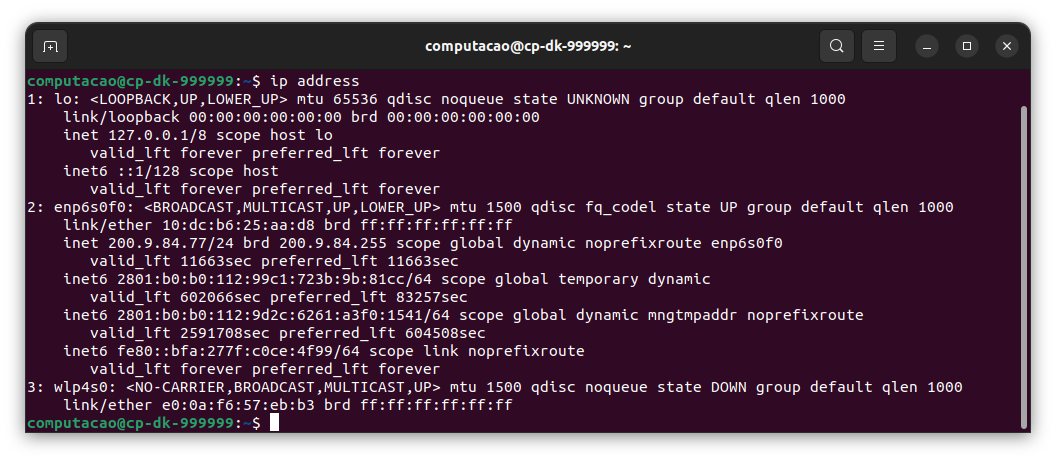 computacao@cp-dk-999999: ~
computacao@cp-dk-999999:~$ ip address
1: lo: <LOOPBACK,UP,LOWER_UP> mtu 65536 qdisc noqueue state UNKNOWN group default qlen 1000
    link/loopback 00:00:00:00:00:00 brd 00:00:00:00:00:00
    inet 127.0.0.1/8 scope host lo
       valid_lft forever preferred_lft forever
    inet6 ::1/128 scope host
       valid_lft forever preferred_lft forever
2: enp6s0f0: <BROADCAST,MULTICAST,UP,LOWER_UP> mtu 1500 qdisc fq_codel state UP group default qlen 1000
    link/ether 10:dc:b6:25:aa:d8 brd ff:ff:ff:ff:ff:ff
    inet 200.9.84.77/24 brd 200.9.84.255 scope global dynamic noprefixroute enp6s0f0
       valid_lft 11663sec preferred_lft 11663sec
    inet6 2801:b0:b0:112:99c1:723b:9b:81cc/64 scope global temporary dynamic
       valid_lft 602066sec preferred_lft 83257sec
    inet6 2801:b0:b0:112:9d2c:6261:a3f0:1541/64 scope global dynamic mngtmpaddr noprefixroute
       valid_lft 2591708sec preferred_lft 604508sec
    inet6 fe80::bfa:277f:c0ce:4f99/64 scope link noprefixroute
       valid_lft forever preferred_lft forever
3: wlp4s0: <NO-CARRIER,BROADCAST,MULTICAST,UP> mtu 1500 qdisc noqueue state DOWN group default qlen 1000
    link/ether e0:0a:f6:57:eb:b3 brd ff:ff:ff:ff:ff:ff
computacao@cp-dk-999999:~$